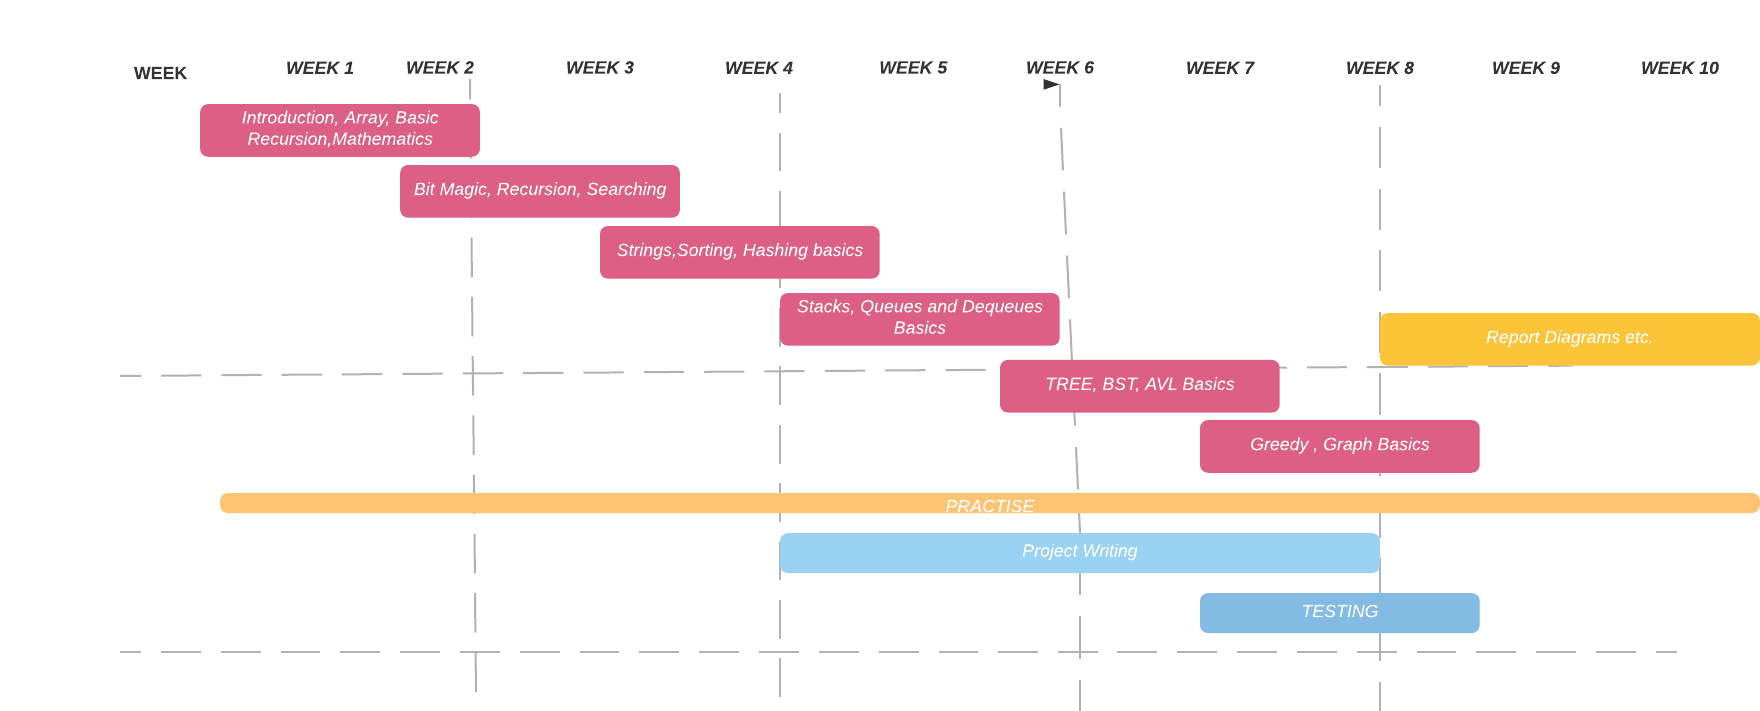 WEEK
WEEK 1
WEEK 2
WEEK 3
WEEK 4
WEEK 5
WEEK 6
WEEK 7
WEEK 8
WEEK 9
WEEK 10
Introduction, Array, Basic
Recursion,Mathematics
Bit Magic, Recursion, Searching
Strings,Sorting, Hashing basics
Stacks, Queues and Dequeues
Basics
Report Diagrams etc.
TREE, BST, AVL Basics
Greedy , Graph Basics
PRACTISE
Project Writing
TESTING